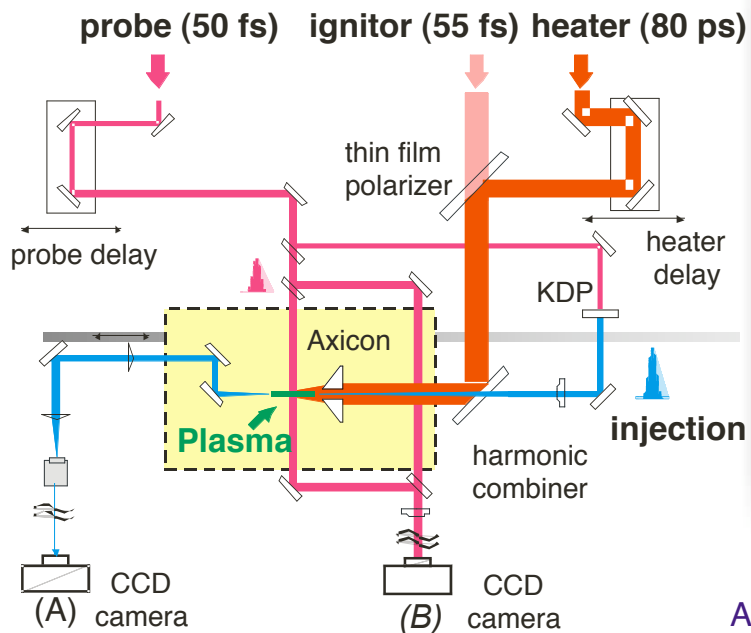 probe (50 fs)
ignitor (55 fs)
heater (80 ps)
thin film
polarizer
probe delay
heater
delay
KDP
Axicon
Plasma
injection
harmonic
combiner
CCD
camera
(A)
CCD
camera
(B)
A